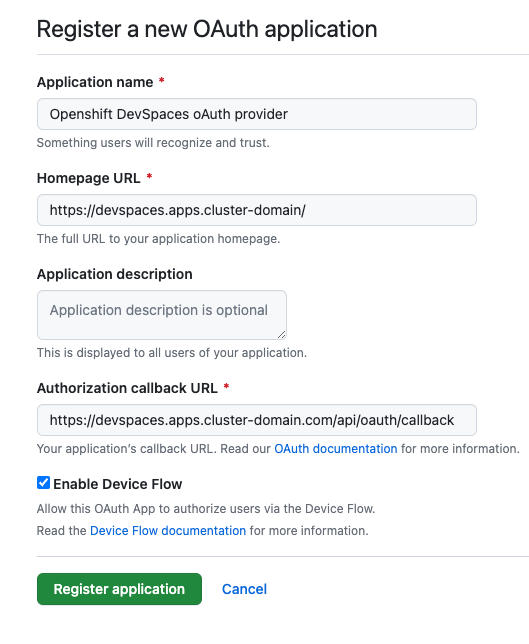 Register a new OAuth application
Application name *
Openshift DevSpaces oAuth provider
Something users will recognize and trust.
Homepage URL *
https://devspaces.apps.cluster-domain/
The full URL to your application homepage.
Application description
Application description is optional
This is displayed to all users of your application.
Authorization callback URL *
https://devspaces.apps.cluster-domain.com/api/oauth/callback
Your application's callback URL. Read our OAuth documentation for more information.
Enable Device Flow
Allow this OAuth App to authorize users via the Device Flow.
Read the Device Flow documentation for more information.
Register application Cancel